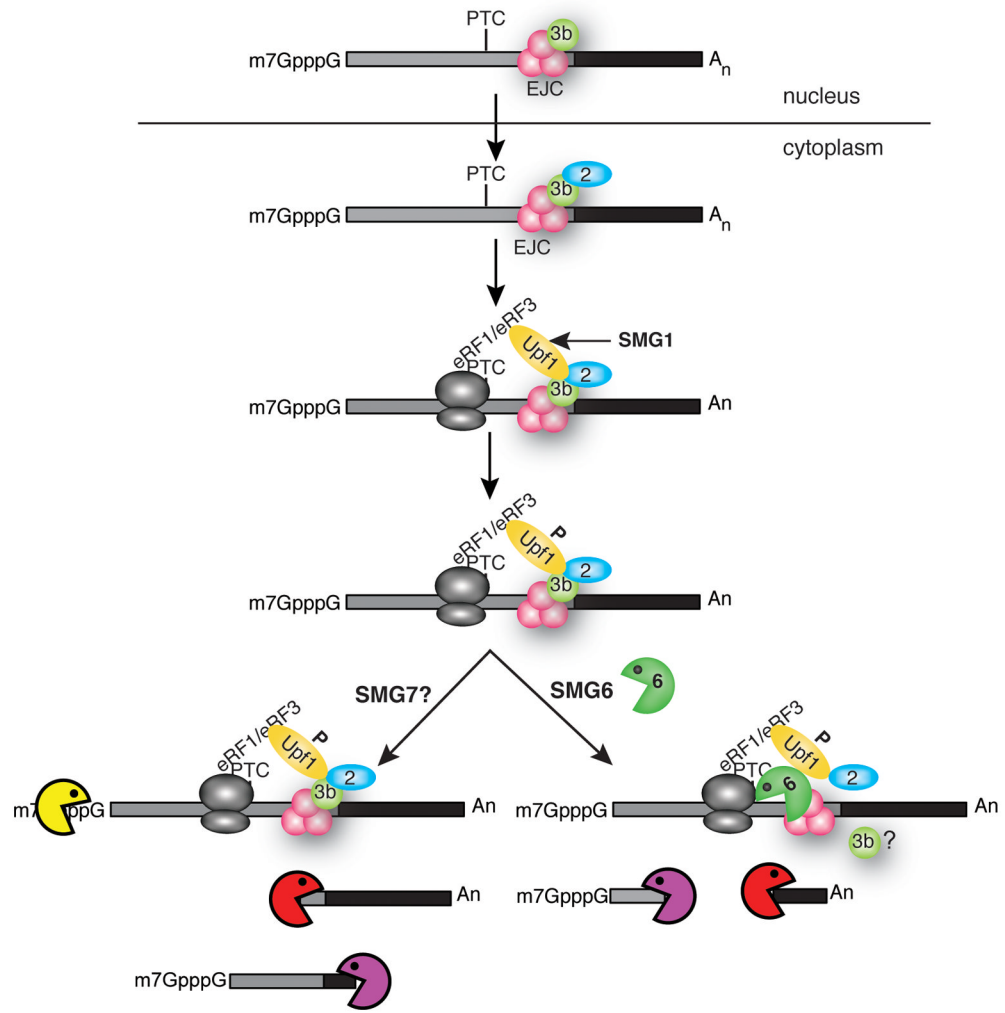 PTC
3b
m7GpppG
An
EJC
nucleus
cytoplasm
PTC
2
3b
m7GpppG
An
EJC
eRF1/eRF3
Upf1
SMG1
PTC
2
3b
m7GpppG
An
eRF1/eRF3
P
Upf1
PTC
2
3b
m7GpppG
An
SMG7?
SMG6
6
eRF1/eRF3
P
Upf1
PTC
2
3b
m7GpppG
An
eRF1/eRF3
P
Upf1
PTC
2
6
m7GpppG
An
3b ?
An
m7GpppG
An
m7GpppG